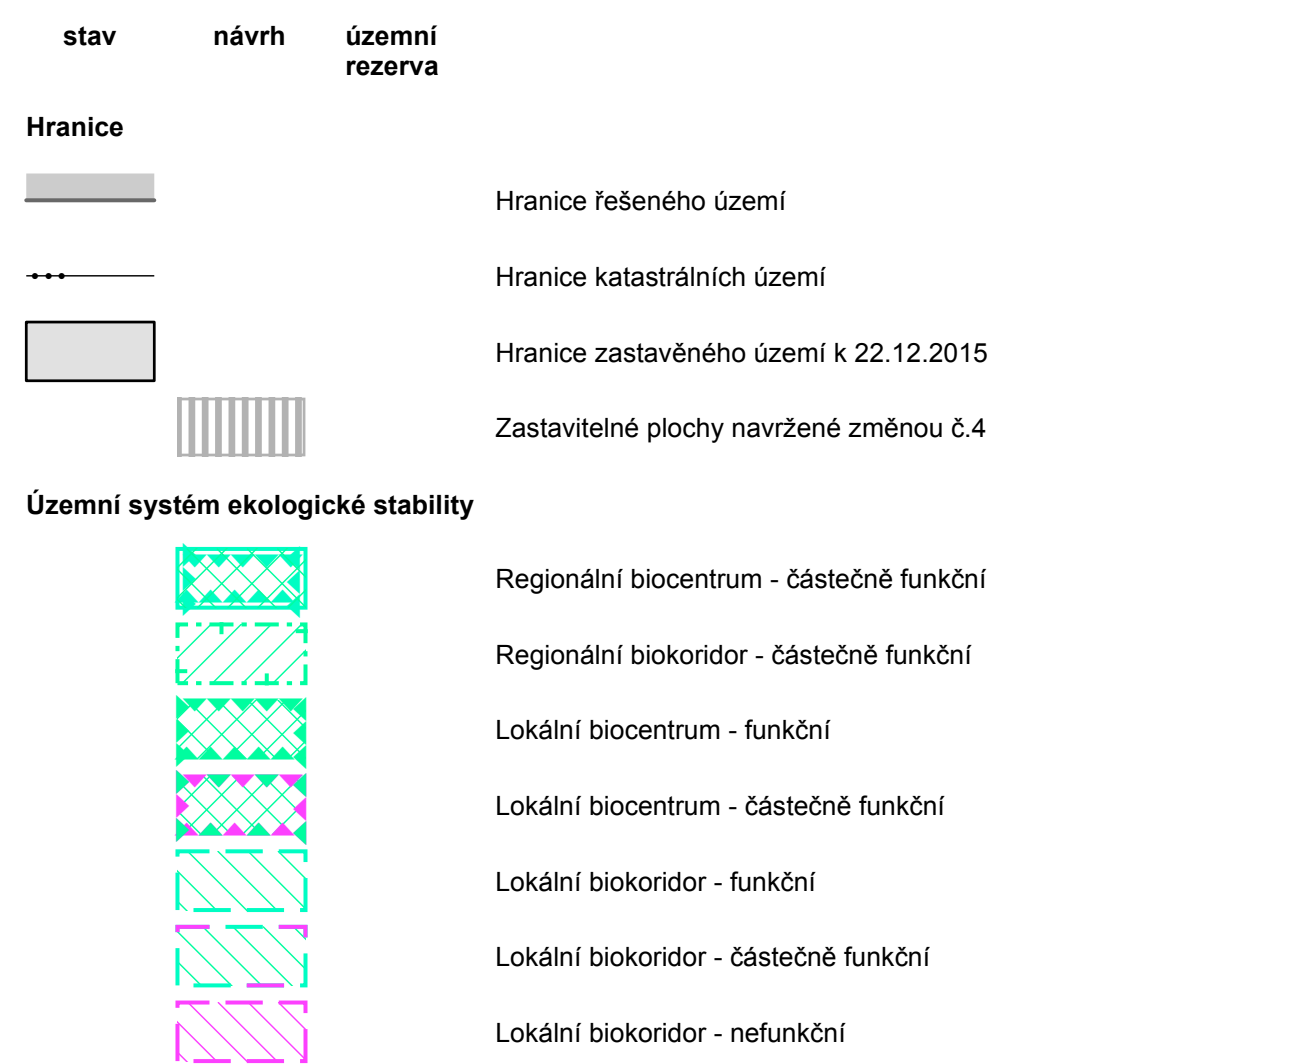 stav návrh územní
rezerva
Hranice
Hranice řešeného území
Hranice katastrálních území
Hranice zastavěného území k 22.12.2015
Zastavitelné plochy navržené změnou č.4
Územní systém ekologické stability
Regionální biocentrum - částečně funkční
Regionální biokoridor - částečně funkční
Lokální biocentrum - funkční
Lokální biocentrum - částečně funkční
Lokální biokoridor - funkční
Lokální biokoridor - částečně funkční
Lokální biokoridor - nefunkční